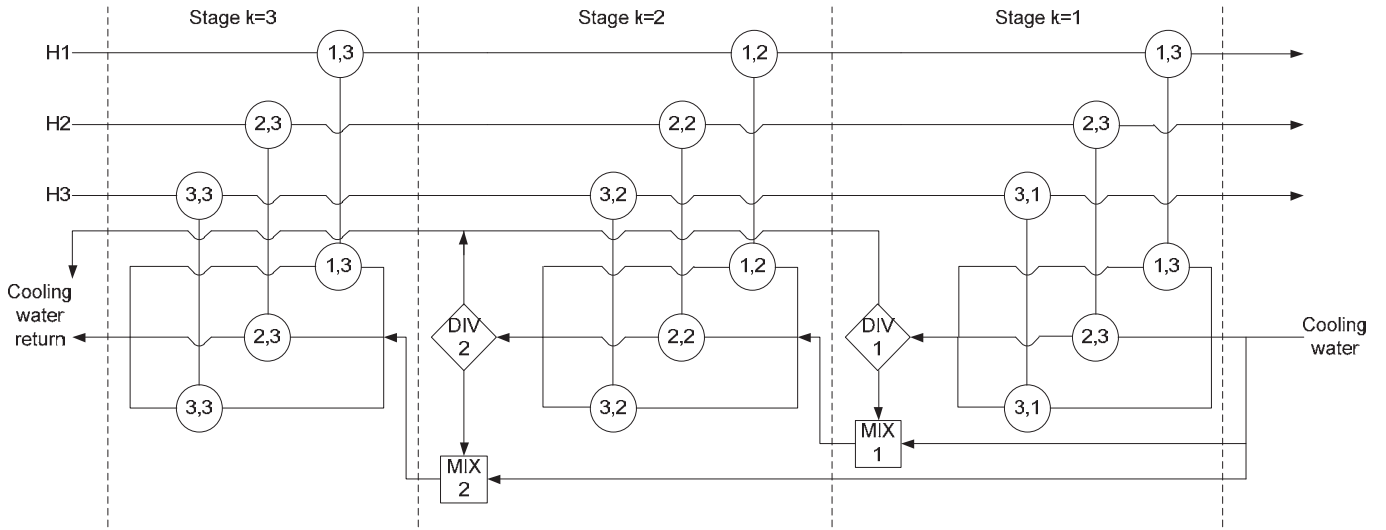 Stage k=3
Stage k=2
Stage k=1
H1
1,3
1,2
1,3
H2
2,3
2,2
2,3
H3
3,3
3,2
3,1
1,3
1,2
1,3
Cooling
water
return
2,3
DIV
2
2,2
DIV
1
2,3
Cooling
water
3,3
3,2
3,1
MIX
1
MIX
2